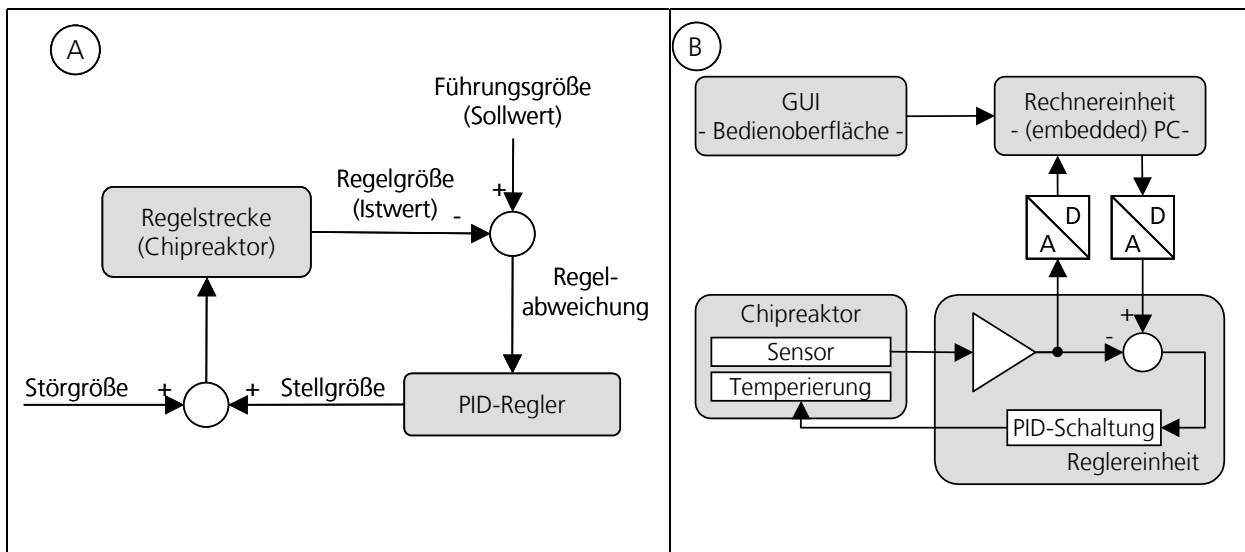 A
Führungsgröße
(Sollwert)
Regelgröße
(Istwert)
+
-
Regelstrecke
(Chipreaktor)
Regel-
abweichung
Störgröße
+
+
Stellgröße
PID-Regler
B
GUI
- Bedienoberfläche -
Rechnereinheit
- (embedded) PC-
D
A
D
A
Chipreaktor
Sensor
Temperierung
+
-
PID-Schaltung
Reglereinheit